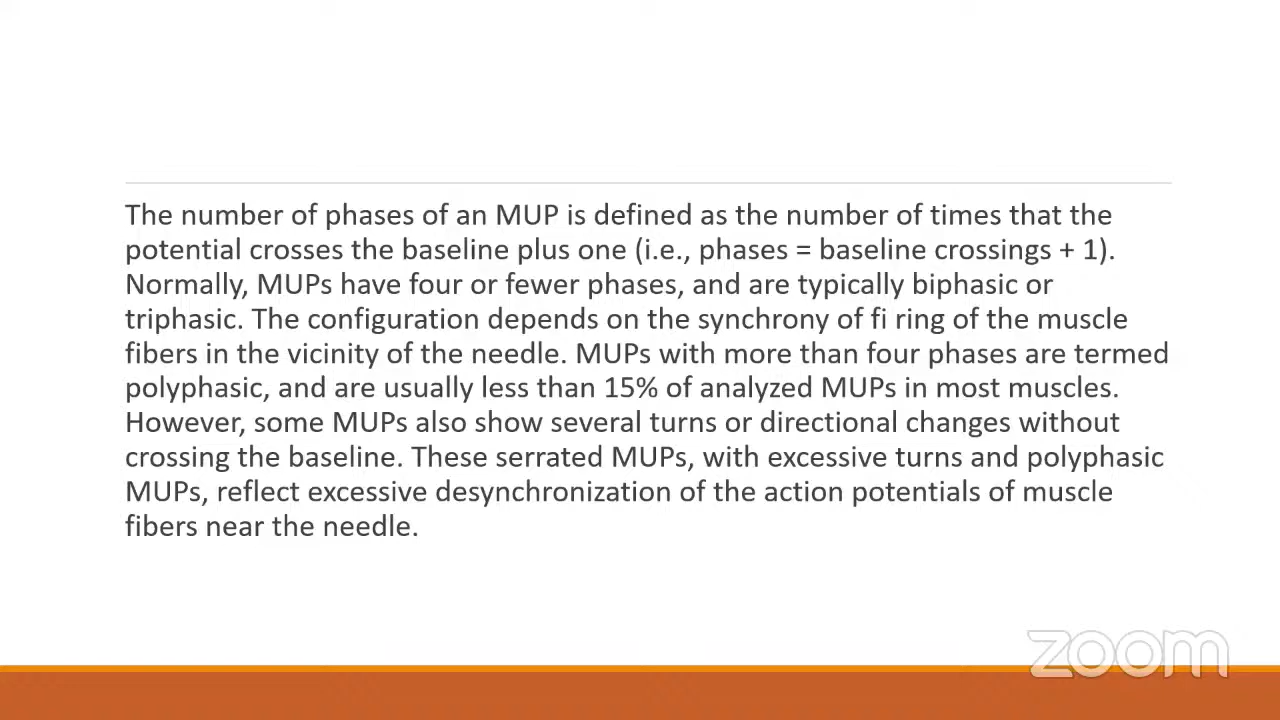 The number of phases of an MUP is defined as the number of times that the
potential crosses the baseline plus one (i.e., phases = baseline crossings + 1).
Normally, MUPs have four or fewer phases, and are typically biphasic or
triphasic. The configuration depends on the synchrony of fi ring of the muscle
fibers in the vicinity of the needle. MUPs with more than four phases are termed
polyphasic, and are usually less than 15% of analyzed MUPs in most muscles.
However, some MUPs also show several turns or directional changes without
crossing the baseline. These serrated MUPs, with excessive turns and polyphasic
MUPs, reflect excessive desynchronization of the action potentials of muscle
fibers near the needle.
zoom